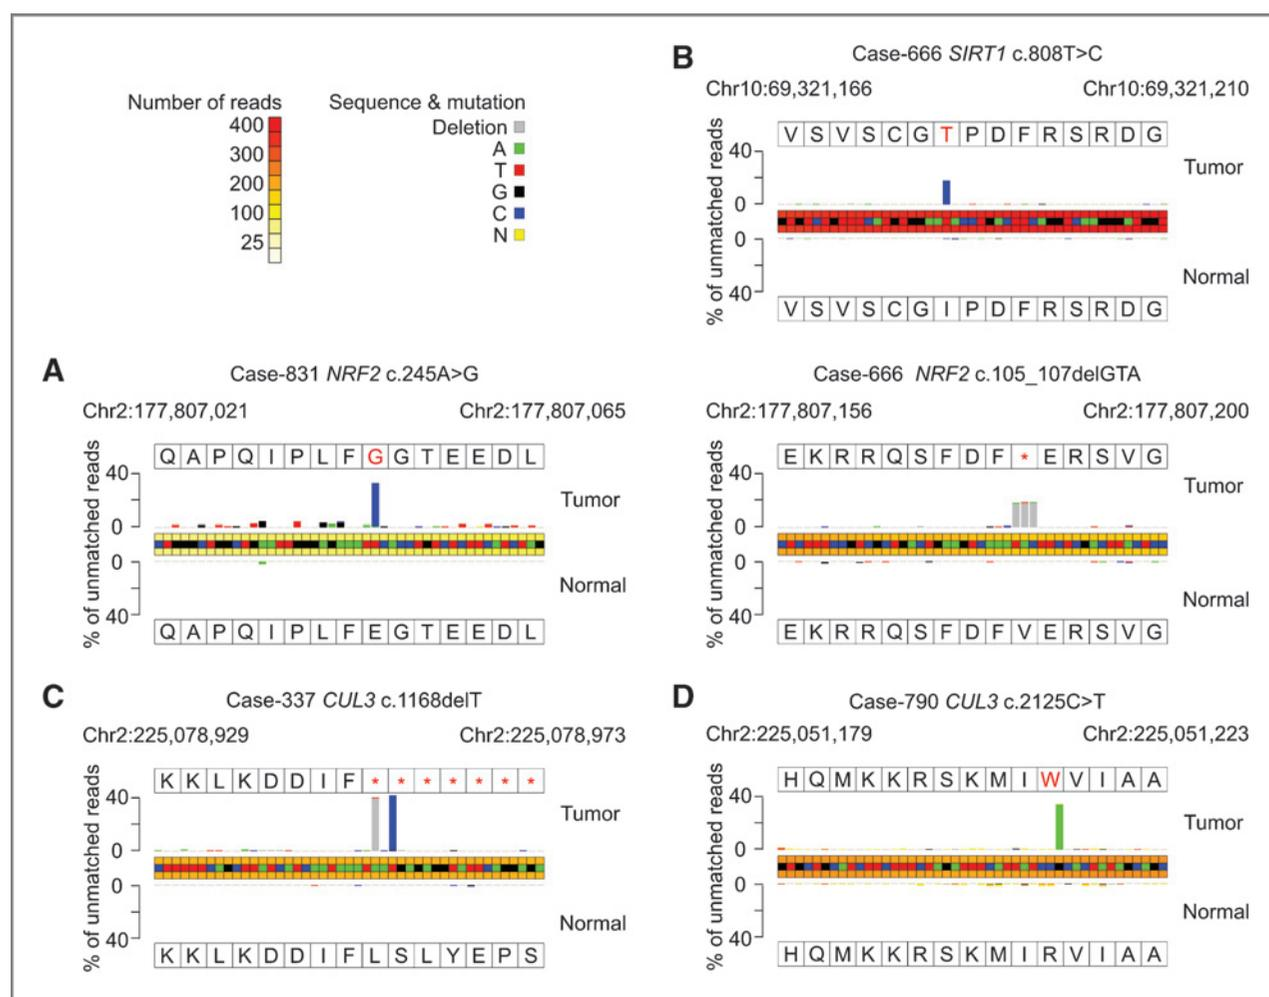 Number of reads
400
300
200
100
25
Sequence & mutation
Deletion
A
T
G
C
N
B
Case-666 SIRT1 c.808T>C
Chr10:69,321,166 Chr10:69,321,210
V S V S C G T P D F R S R D G
% of unmatched reads
40
0
Tumor
0
40
Normal
V S V S C G I P D F R S R D G
A
Case-831 NRF2 c.245A>G
Chr2:177,807,021 Chr2:177,807,065
Q A P Q I P L F G G T E E D L
% of unmatched reads
40
0
Tumor
0
40
Normal
Q A P Q I P L F E G T E E D L
Case-666 NRF2 c.105_107delGTA
Chr2:177,807,156 Chr2:177,807,200
E K R R Q S F D F * E R S V G
% of unmatched reads
40
0
Tumor
0
40
Normal
E K R R Q S F D F V E R S V G
C
Case-337 CUL3 c.1168delT
Chr2:225,078,929 Chr2:225,078,973
K K L K D D I F * * * * * * *
% of unmatched reads
40
0
Tumor
0
40
Normal
K K L K D D I F L S L Y E P S
D
Case-790 CUL3 c.2125C>T
Chr2:225,051,179 Chr2:225,051,223
H Q M K K R S K M I W V I A A
% of unmatched reads
40
0
Tumor
0
40
Normal
H Q M K K R S K M I R V I A A